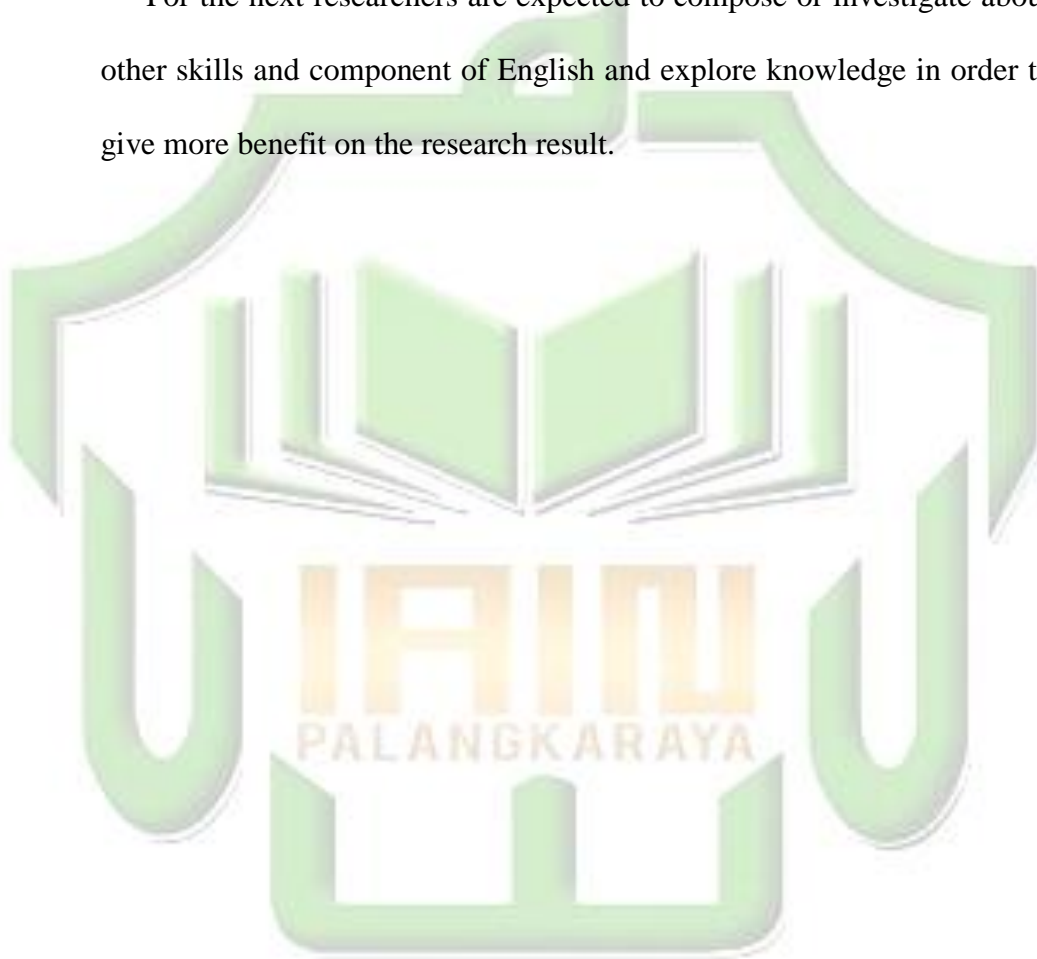 For the next researchers are expected to compose or investigate
other skills and component of English and explore knowledge in order
give more benefit on the research result.
IAIN
PALANGKARAYA